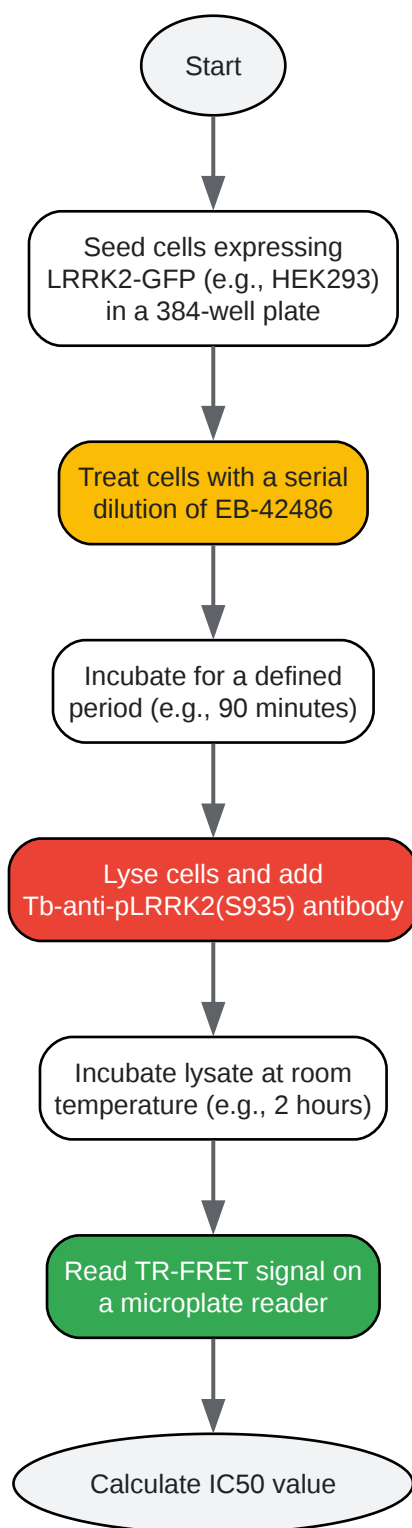 Start
Seed cells expressing
LRRK2-GFP (e.g., HEK293)
in a 384-well plate
Treat cells with a serial
dilution of EB-42486
Incubate for a defined
period (e.g., 90 minutes)
Lyse cells and add
Tb-anti-pLRRK2(S935) antibody
Incubate lysate at room
temperature (e.g., 2 hours)
Read TR-FRET signal on
a microplate reader
Calculate IC50 value